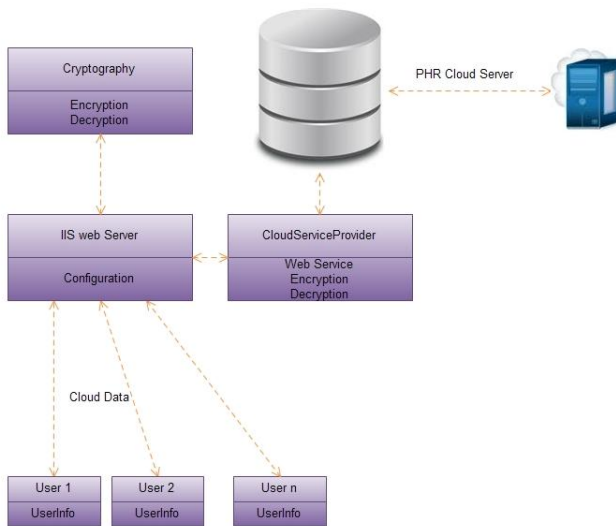 Cryptography
Encryption
Decryption
PHR Cloud Server
IIS web Server
Configuration
CloudServiceProvider
Web Service
Encryption
Decryption
Cloud Data
User 1
UserInfo
User 2
UserInfo
User n
UserInfo